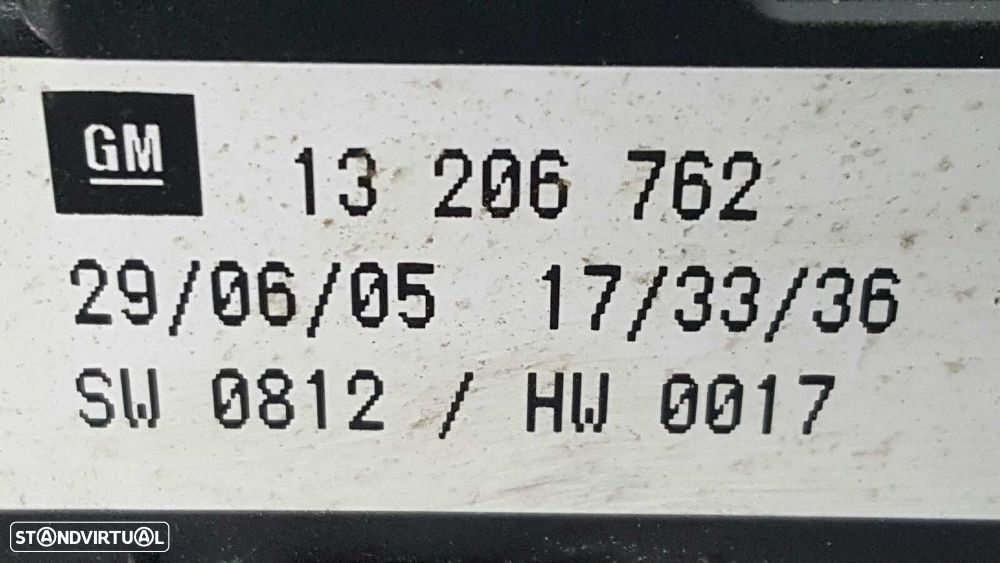 GM 13 206 762
29/06/05 17/33/36
SW 0812 / HW 0017
STANDVIRTUAL